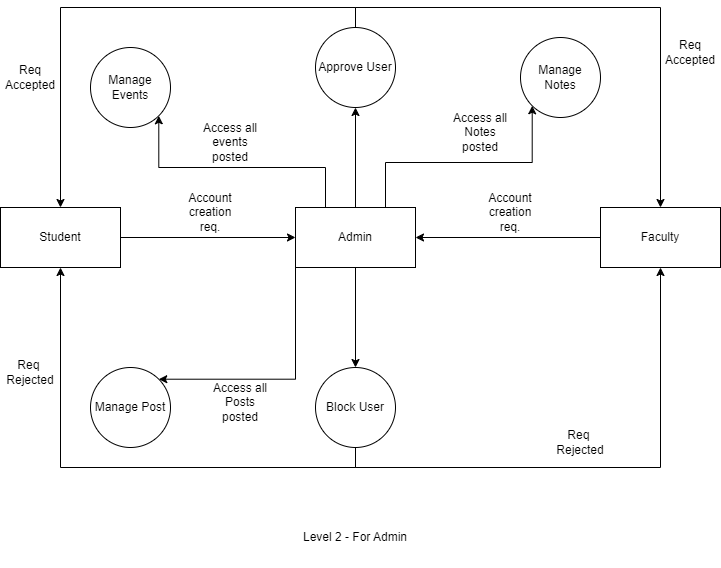 Req
Accepted
Manage
Events
Approve User
Manage
Notes
Req
Accepted
Access all
events
posted
Access all
Notes
posted
Account
creation
req.
Account
creation
req.
Student
Admin
Faculty
Req
Rejected
Manage Post
Access all
Posts
posted
Block User
Req
Rejected
Level 2 - For Admin